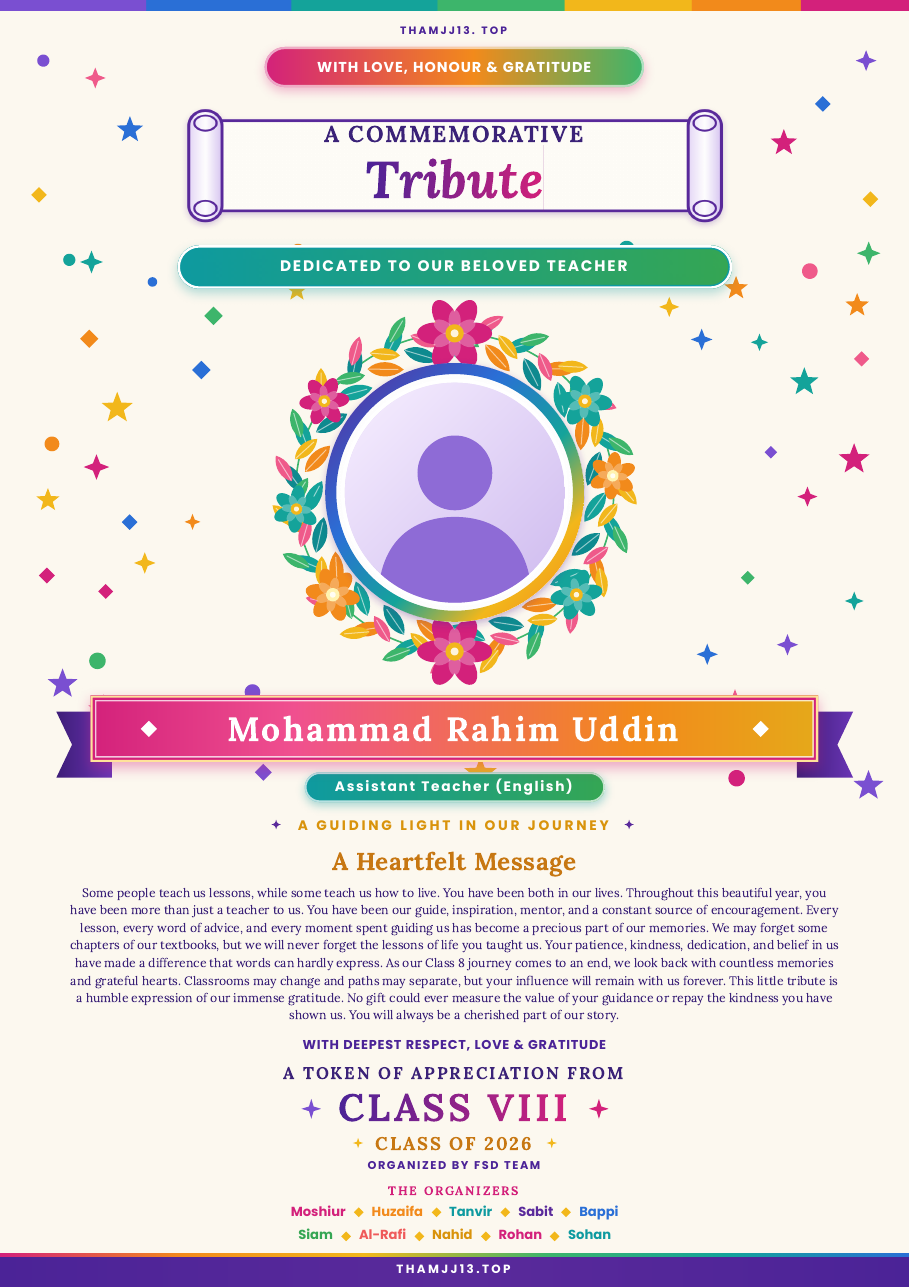 THAMJJ13. TOP
WITH LOVE, HONOUR & GRATITUDE
A COMMEMORATIVE
Tribute
DEDICATED TO OUR BELOVED TEACHER
Mohammad Rahim Uddin
Assistant Teacher (English)
A GUIDING LIGHT IN OUR JOURNEY
A Heartfelt Message
Some people teach us lessons, while some teach us how to live. You have been both in our lives. Throughout this beautiful year, you
have been more than just a teacher to us. You have been our guide, inspiration, mentor, and a constant source of encouragement. Every
lesson, every word of advice, and every moment spent guiding us has become a precious part of our memories. We may forget some
chapters of our textbooks, but we will never forget the lessons of life you taught us. Your patience, kindness, dedication, and belief in us
have made a difference that words can hardly express. As our Class 8 journey comes to an end, we look back with countless memories
and grateful hearts. Classrooms may change and paths may separate, but your influence will remain with us forever. This little tribute is
a humble expression of our immense gratitude. No gift could ever measure the value of your guidance or repay the kindness you have
shown us. You will always be a cherished part of our story.
WITH DEEPEST RESPECT, LOVE & GRATITUDE
A TOKEN OF APPRECIATION FROM
CLASS VIII
CLASS OF 2026
ORGANIZED BY FSD TEAM
THE ORGANIZERS
Moshiur ◆ Huzaifa ◆ Tanvir ◆ Sabit ◆ Bappi
Siam ◆ Al-Rafi ◆ Nahid ◆ Rohan ◆ Sohan
THAMJJ13.TOP